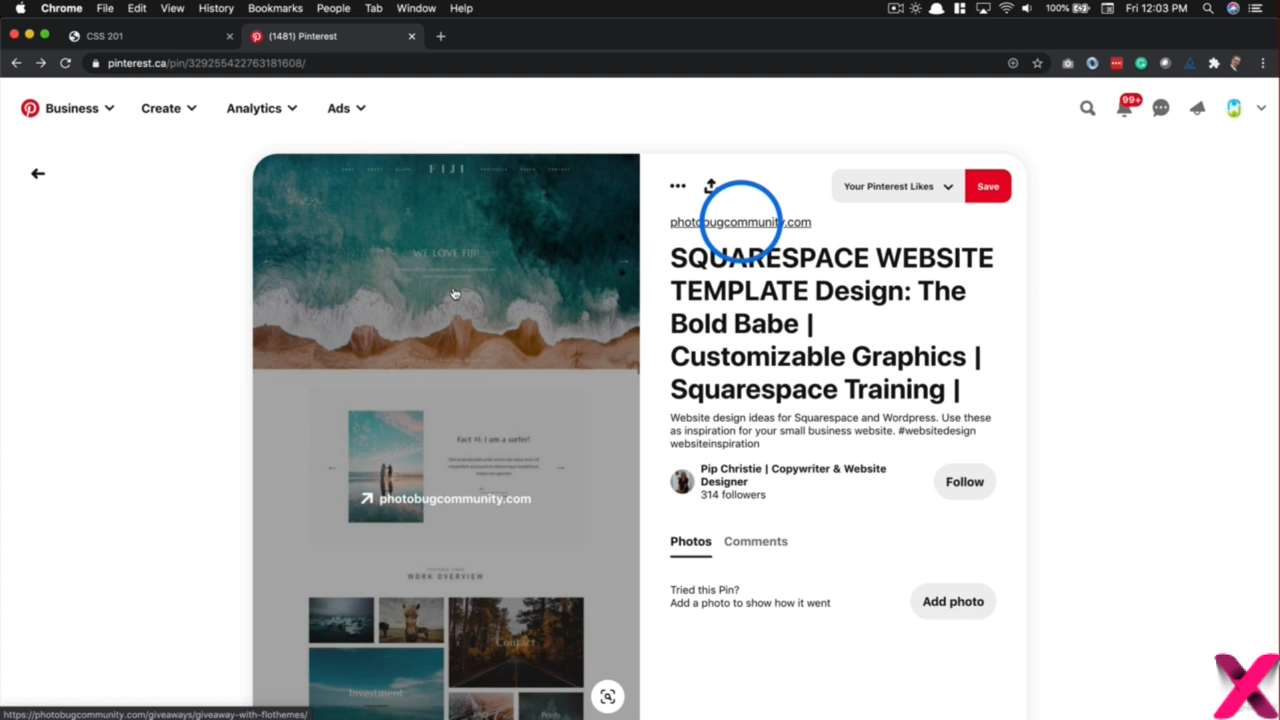 Chrome File Edit View History Bookmarks People Tab Window Help 100% Fri 12:03 PM
CSS 201 (1481) Pinterest
pinterest.ca/pin/329255422763181608/
Business Create Analytics Ads 99+
Your Pinterest Likes Save
photobugcommunity.com
SQUARESPACE WEBSITE
TEMPLATE Design: The
Bold Babe |
Customizable Graphics |
Squarespace Training |
Website design ideas for Squarespace and Wordpress. Use these
as inspiration for your small business website. #websitedesign
websiteinspiration
Pip Christie | Copywriter & Website
Designer
314 followers
Follow
Photos Comments
Tried this Pin?
Add a photo to show how it went
Add photo
FIJI
WE LOVE FIJI!
Fact #1: I am a surfer!
photobugcommunity.com
WORK OVERVIEW
Contact
Investment
https://photobugcommunity.com/giveaways/giveaway-with-flothemes/
X